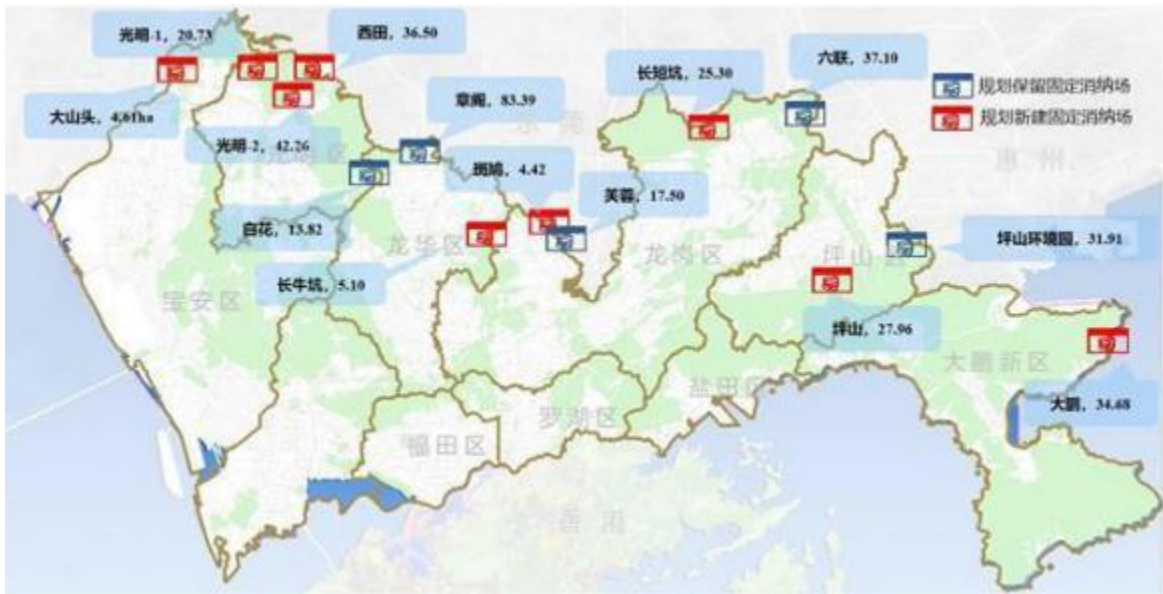 光明-1，20.73
西田，36.50
大山头，4.61ha
光明-2，42.26
章阁，83.39
长短坑，25.30
六联，37.10
规划保留固定消纳场
规划新建固定消纳场
东莞
惠州
光明区
斑鸠，4.42
芙蓉，17.50
白花，13.82
龙华区
龙岗区
坪山区
坪山环境园，31.91
长牛坑，5.10
宝安区
坪山，27.96
大鹏新区
盐田区
大鹏，34.68
罗湖区
福田区
香港